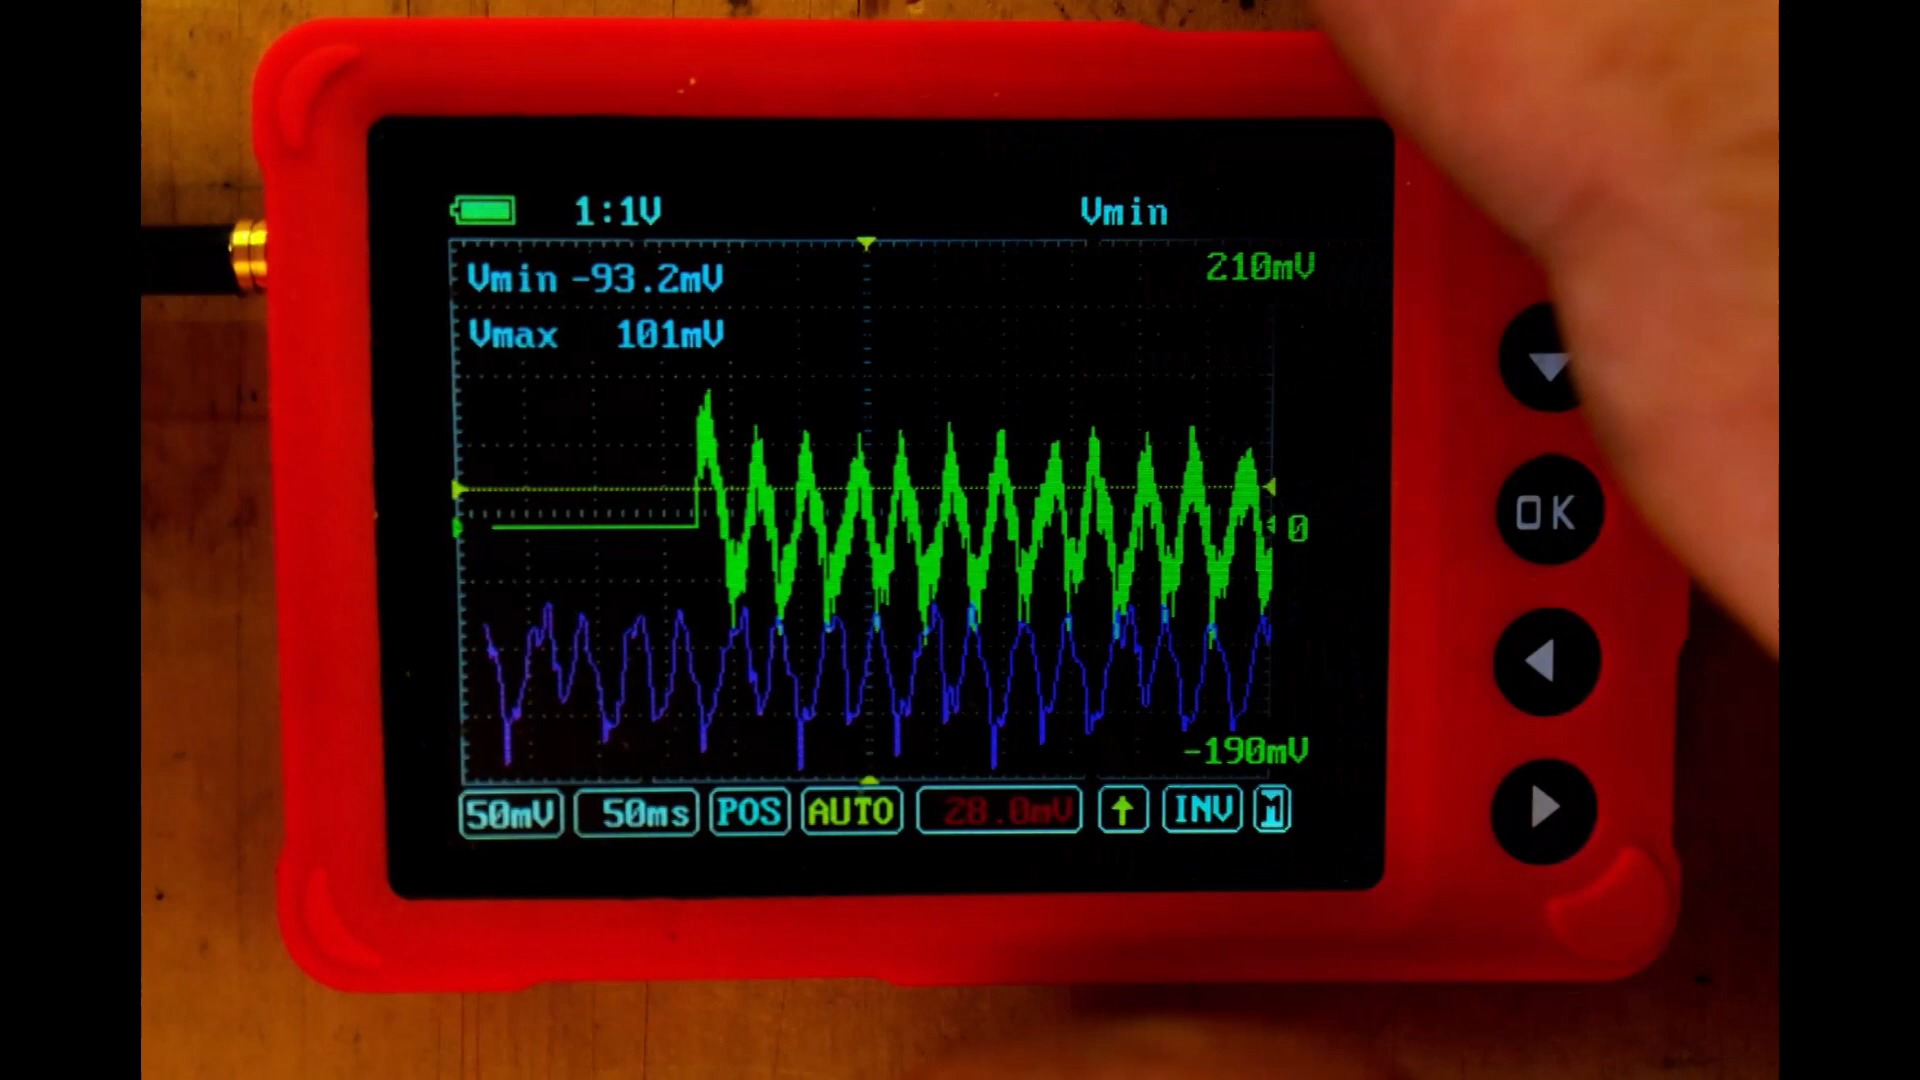 1:1V Vmin
Vmin -93.2mV 210mV
Vmax 101mV
0
OK
-190mV
50mV 50ms POS AUTO 28.0mV ↑ INV M